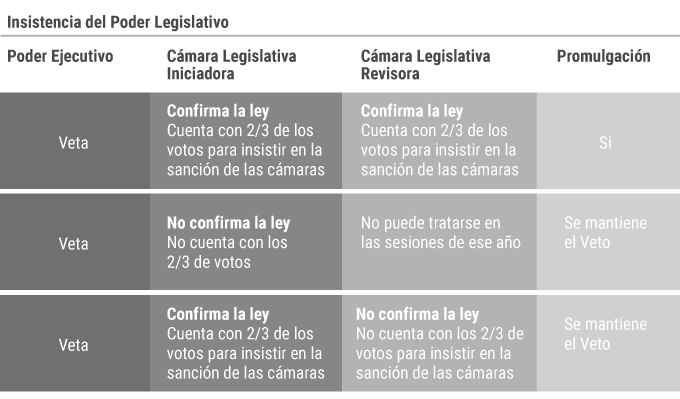 Insistencia del Poder Legislativo
Poder Ejecutivo
Cámara Legislativa
Iniciadora
Cámara Legislativa
Revisora
Promulgación
Veta
Confirma la ley
Cuenta con 2/3 de los
votos para insistir en la
sanción de las cámaras
Confirma la ley
Cuenta con 2/3 de los
votos para insistir en la
sanción de las cámaras
Si
Veta
No confirma la ley
No cuenta con los
2/3 de votos
No puede tratarse en
las sesiones de ese año
Se mantiene
el Veto
Veta
Confirma la ley
Cuenta con 2/3 de los
votos para insistir en la
sanción de las cámaras
No confirma la ley
No cuenta con los 2/3 de
votos para insistir en la
sanción de las cámaras
Se mantiene
el Veto